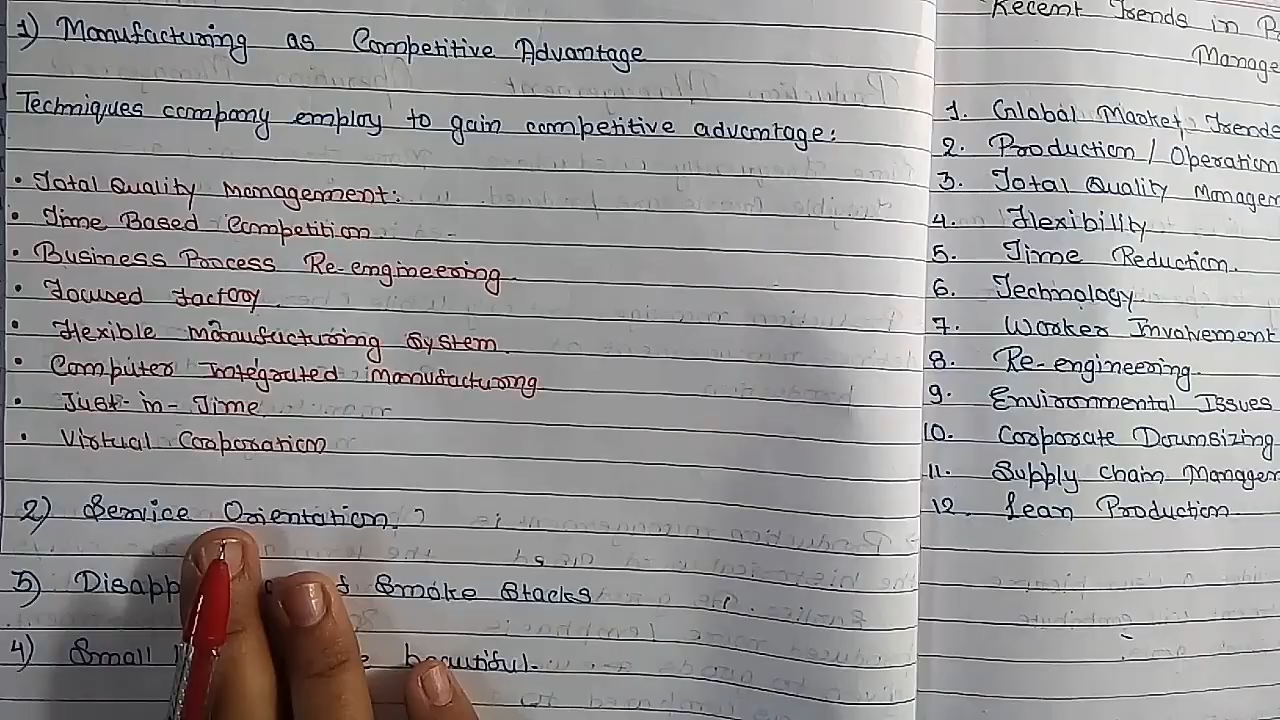 1) Manufacturing as Competitive Advantage
Techniques company employ to gain competitive advantage:
• Total Quality Management:
• Time Based Competition
• Business Process Re-engineering
• Focused Factory
• Flexible Manufacturing System
• Computer Integrated Manufacturing
• Just-in-Time
• Virtual Corporation
2) Service Orientation
3) Disapp Smoke Stacks
4) Small beautiful.
Recent Trends in
Manage
1. Global Market Trends
2. Production / Operation
3. Total Quality Managem
4. Flexibility
5. Time Reduction.
6. Technology
7. Worker Involvement
8. Re-engineering
9. Environmental Issues
10. Corporate Downsizing
11. Supply Chain Managem
12. Lean Production